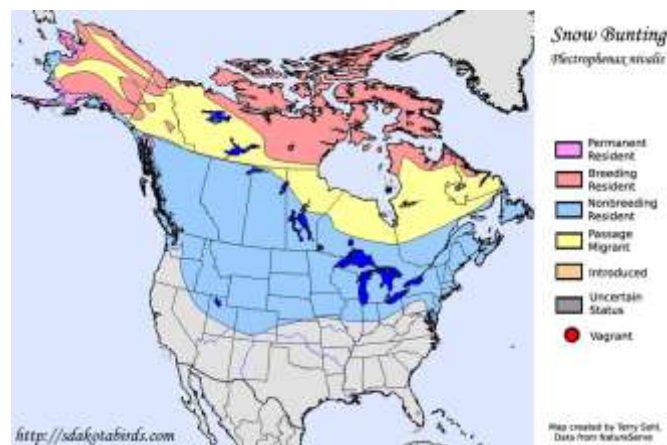 Snow Bunting
Plectrophenax nivalis
Permanent
Resident
Breeding
Resident
Nonbreeding
Resident
Passage
Migrant
Introduced
Uncertain
Status
Vagrant
http://sdakotabirds.com
Map created by Terry Sohl
Data from NatureServe